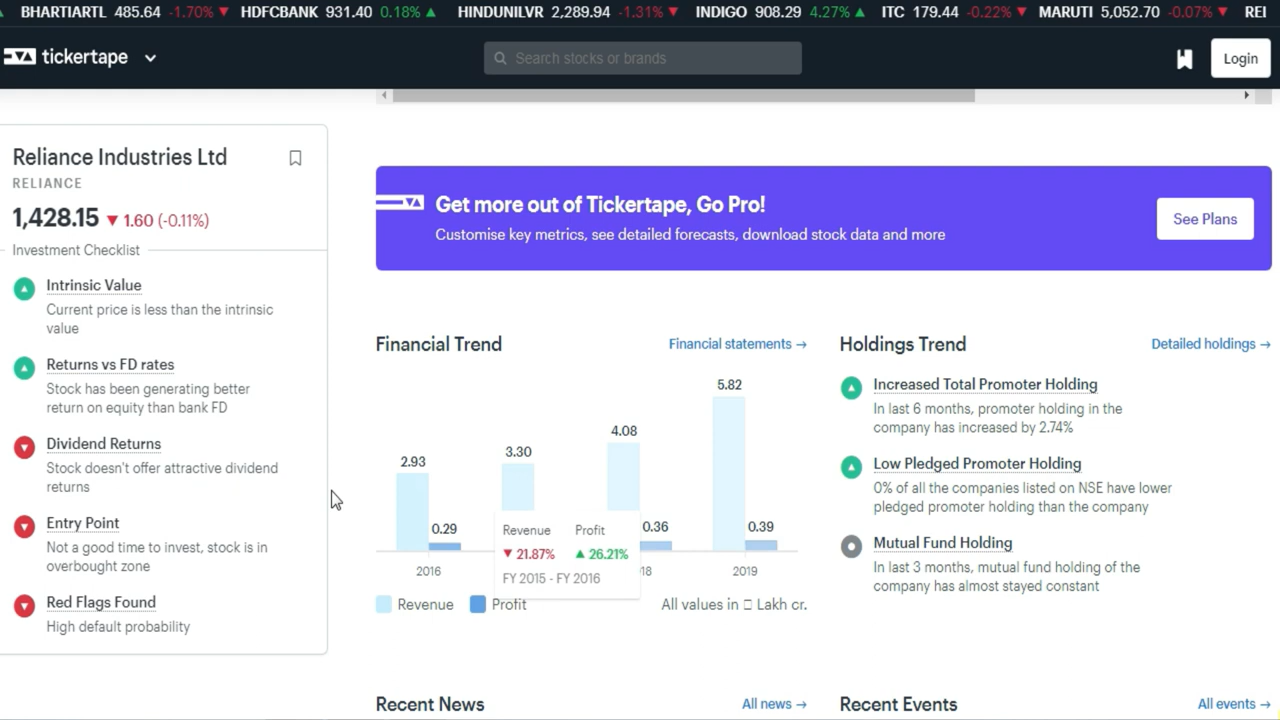 BHARTIARTL 485.64 -1.70% ▼ HDFCBANK 931.40 0.18% ▲ HINDUNILVR 2,289.94 -1.31% ▼ INDIGO 908.29 4.27% ▲ ITC 179.44 -0.22% ▼ MARUTI 5,052.70 -0.07% ▼ REI
tickertape
Search stocks or brands
Login
Reliance Industries Ltd
RELIANCE
1,428.15 ▼ 1.60 (-0.11%)
Investment Checklist
Intrinsic Value
Current price is less than the intrinsic
value
Returns vs FD rates
Stock has been generating better
return on equity than bank FD
Dividend Returns
Stock doesn't offer attractive dividend
returns
Entry Point
Not a good time to invest, stock is in
overbought zone
Red Flags Found
High default probability
Get more out of Tickertape, Go Pro!
Customise key metrics, see detailed forecasts, download stock data and more
See Plans
Financial Trend
Financial statements →
5.82
4.08
3.30
2.93
0.29
0.36
0.39
Revenue Profit
▼ 21.87% ▲ 26.21%
FY 2015 - FY 2016
2016
18
2019
Revenue
Profit
All values in □ Lakh cr.
Holdings Trend
Detailed holdings →
Increased Total Promoter Holding
In last 6 months, promoter holding in the
company has increased by 2.74%
Low Pledged Promoter Holding
0% of all the companies listed on NSE have lower
pledged promoter holding than the company
Mutual Fund Holding
In last 3 months, mutual fund holding of the
company has almost stayed constant
Recent News
All news →
Recent Events
All events →